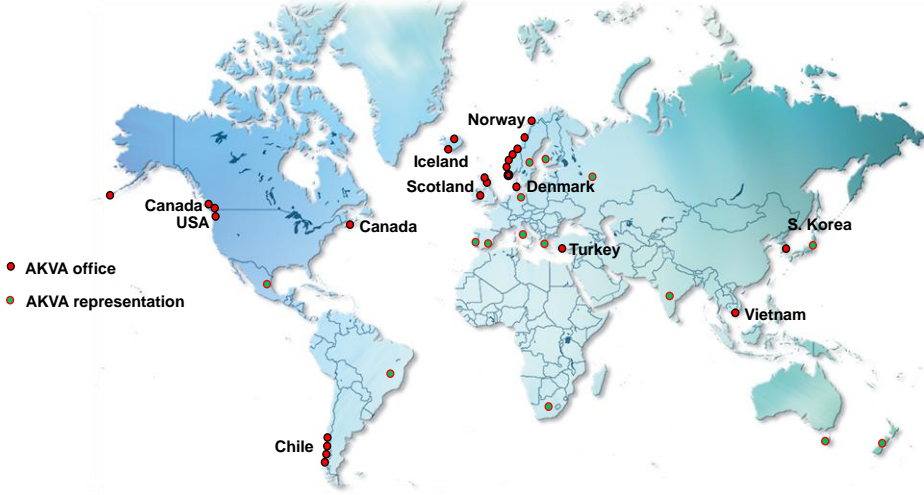 Norway
Iceland
Scotland
Denmark
Canada
USA
Canada
S. Korea
Turkey
AKVA office
AKVA representation
Vietnam
Chile